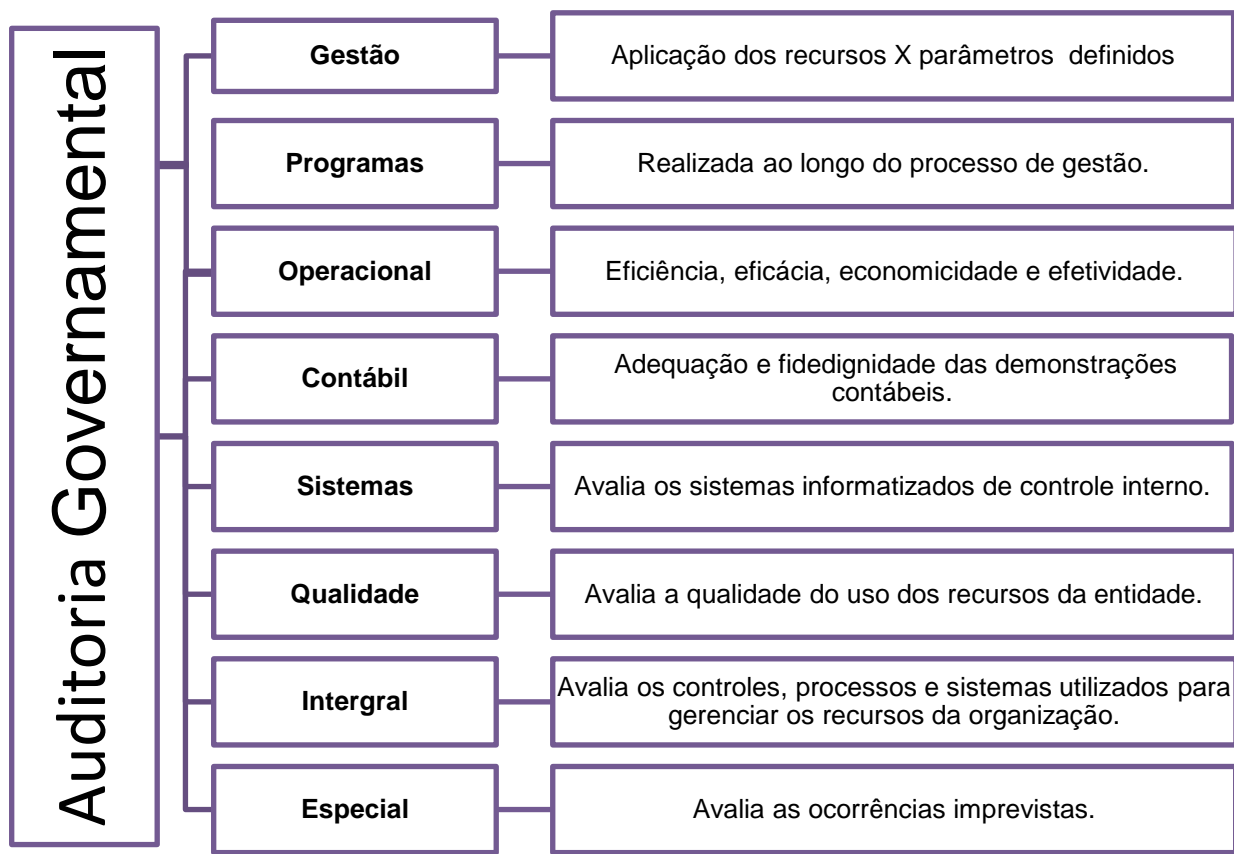 Auditoria Governamental
Gestão
Aplicação dos recursos X parâmetros definidos
Programas
Realizada ao longo do processo de gestão.
Operacional
Eficiência, eficácia, economicidade e efetividade.
Contábil
Adequação e fidedignidade das demonstrações
contábeis.
Sistemas
Avalia os sistemas informatizados de controle interno.
Qualidade
Avalia a qualidade do uso dos recursos da entidade.
Intergral
Avalia os controles, processos e sistemas utilizados para
gerenciar os recursos da organização.
Especial
Avalia as ocorrências imprevistas.